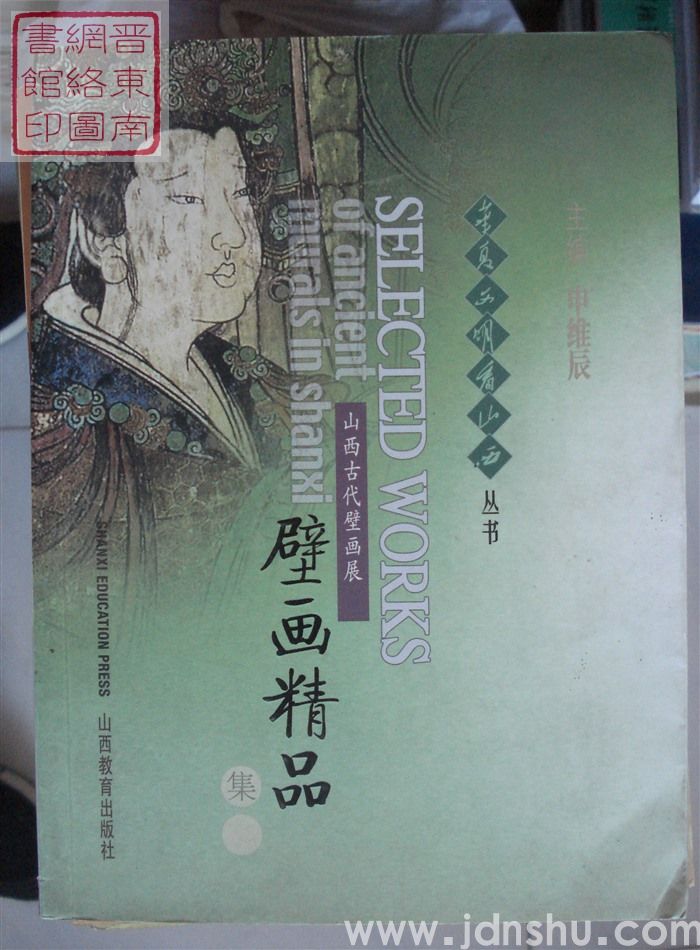 晋東南
網絡圖
書館印
主编 申维辰
华夏文明看山西
丛书
SELECTED WORKS
of ancient
murals in shanxi
山西古代壁画展
壁画精品
集
SHANXI EDUCATION PRESS 山西教育出版社
www.jdnshu.com